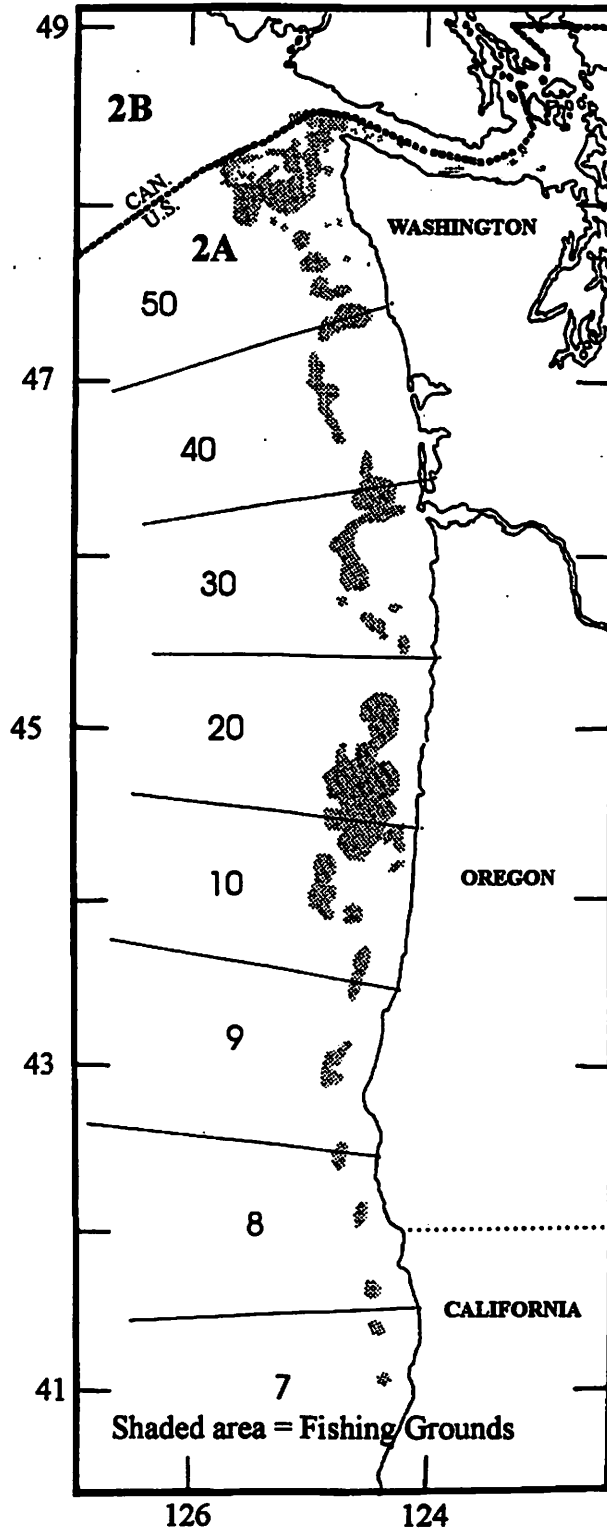 49
2B
CAN.
U.S.
WASHINGTON
2A
50
47
40
30
45
20
10
OREGON
43
9
8
CALIFORNIA
41
7
Shaded area = Fishing Grounds
126
124